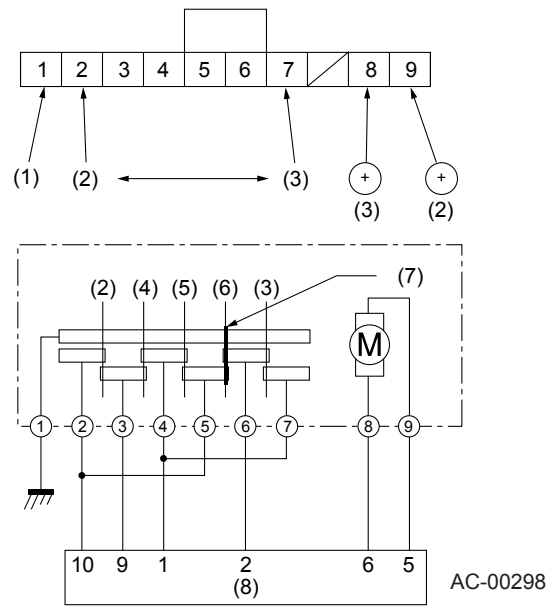 1 2 3 4 5 6 7 8 9
(1) (2) (3) + +
(3) (2)
(7)
(2) (4) (5) (6) (3)
M
1 2 3 4 5 6 7 8 9
10 9 1 2 6 5
(8)
AC-00298